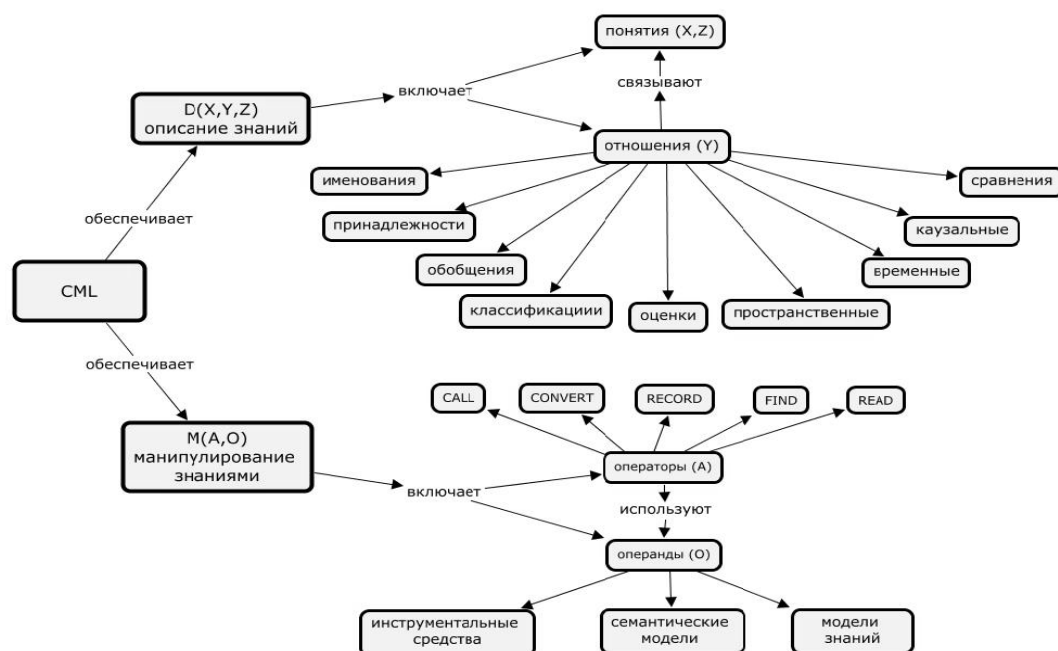 понятия (X,Z)
связывают
включает
D(X,Y,Z)
описание знаний
отношения (Y)
именования
сравнения
принадлежности
обеспечивает
каузальные
обобщения
временные
CML
классификациии
оценки
пространственные
обеспечивает
CALL
CONVERT
RECORD
FIND
READ
M(A,O)
манипулирование
знаниями
операторы (A)
включает
используют
операнды (O)
инструментальные
средства
семантические
модели
модели
знаний